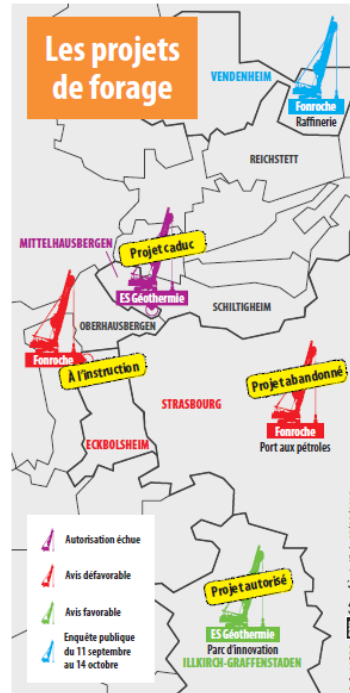 Les projets
de forage
VENDENHEIM
Fonroche
Raffinerie
REICHSTETT
MITTELHAUSBERGEN
Projet caduc
ES Géothermie
SCHILTIGHEIM
OBERHAUSBERGEN
Fonroche
À l'instruction
STRASBOURG
Projet abandonné
Fonroche
Port aux pétroles
ECKBOLSHEIM
Autorisation échue
Avis défavorable
Avis favorable
Enquête publique
du 11 septembre
au 14 octobre
Projet autorisé
ES Géothermie
Parc d'innovation
ILLKIRCH-GRAFFENSTADEN